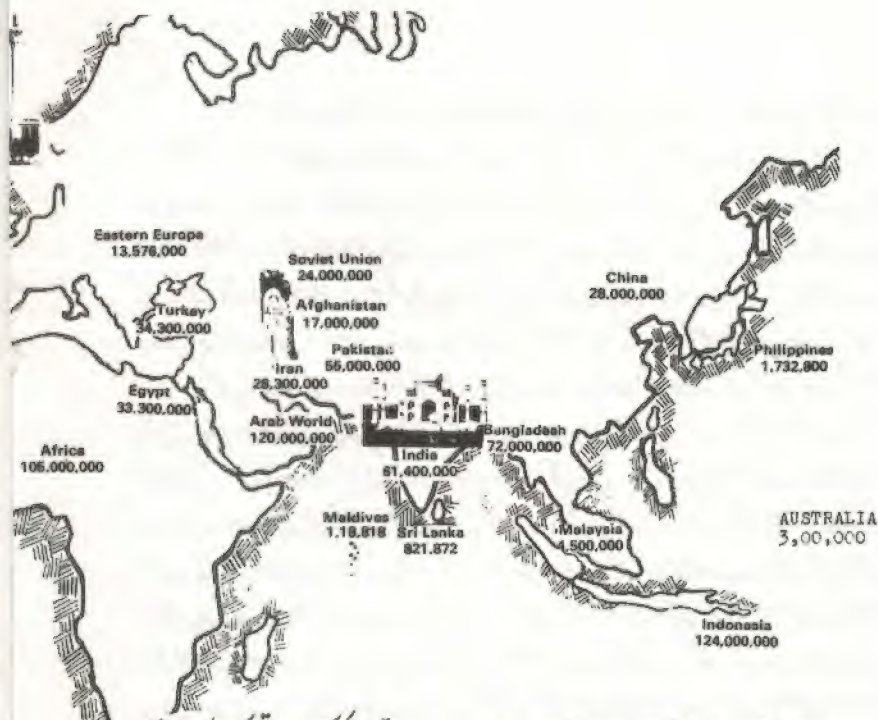 Eastern Europe
13,576,000
Soviet Union
24,000,000
China
28,000,000
Turkey
34,300,000
Afghanistan
17,000,000
Pakistan
55,000,000
Iran
28,300,000
Philippines
1,732,800
Egypt
33,300,000
Arab World
120,000,000
Bangladesh
72,000,000
India
61,400,000
Africa
105,000,000
Maldives
1,18,818
Sri Lanka
821,872
Malaysia
4,500,000
AUSTRALIA
3,00,000
Indonesia
124,000,000